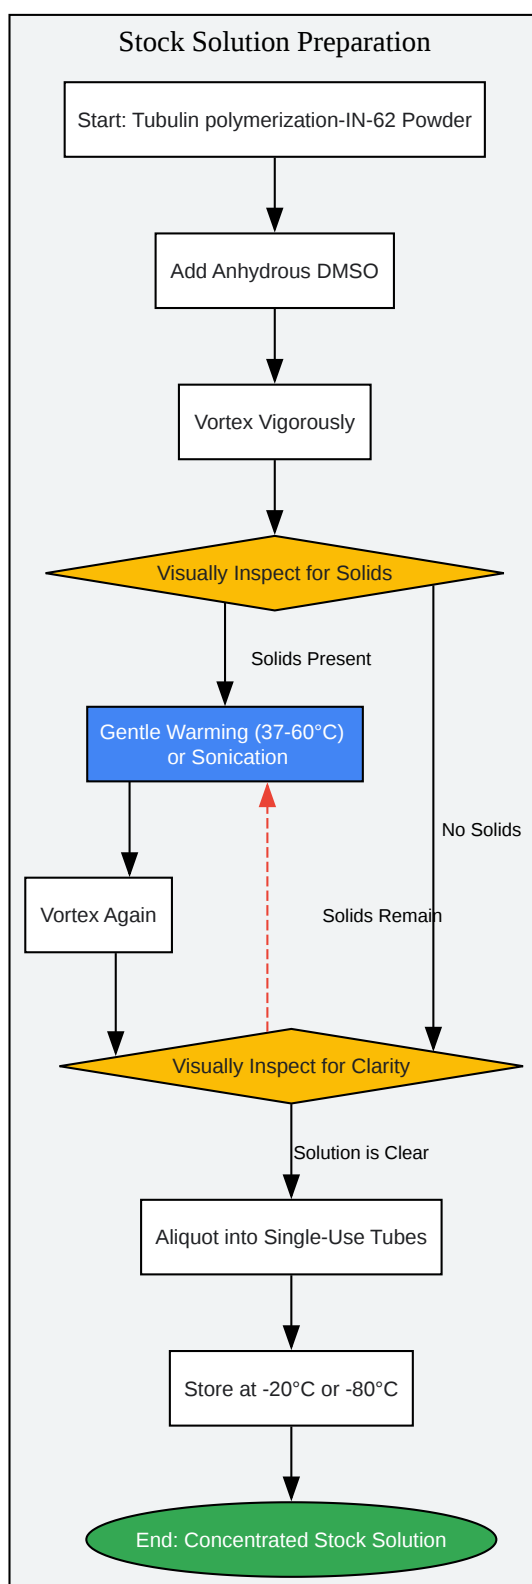 Stock Solution Preparation
Start: Tubulin polymerization-IN-62 Powder
Add Anhydrous DMSO
Vortex Vigorously
Visually Inspect for Solids
Solids Present
Gentle Warming (37-60°C)
or Sonication
No Solids
Vortex Again
Solids Remain
Visually Inspect for Clarity
Solution is Clear
Aliquot into Single-Use Tubes
Store at -20°C or -80°C
End: Concentrated Stock Solution